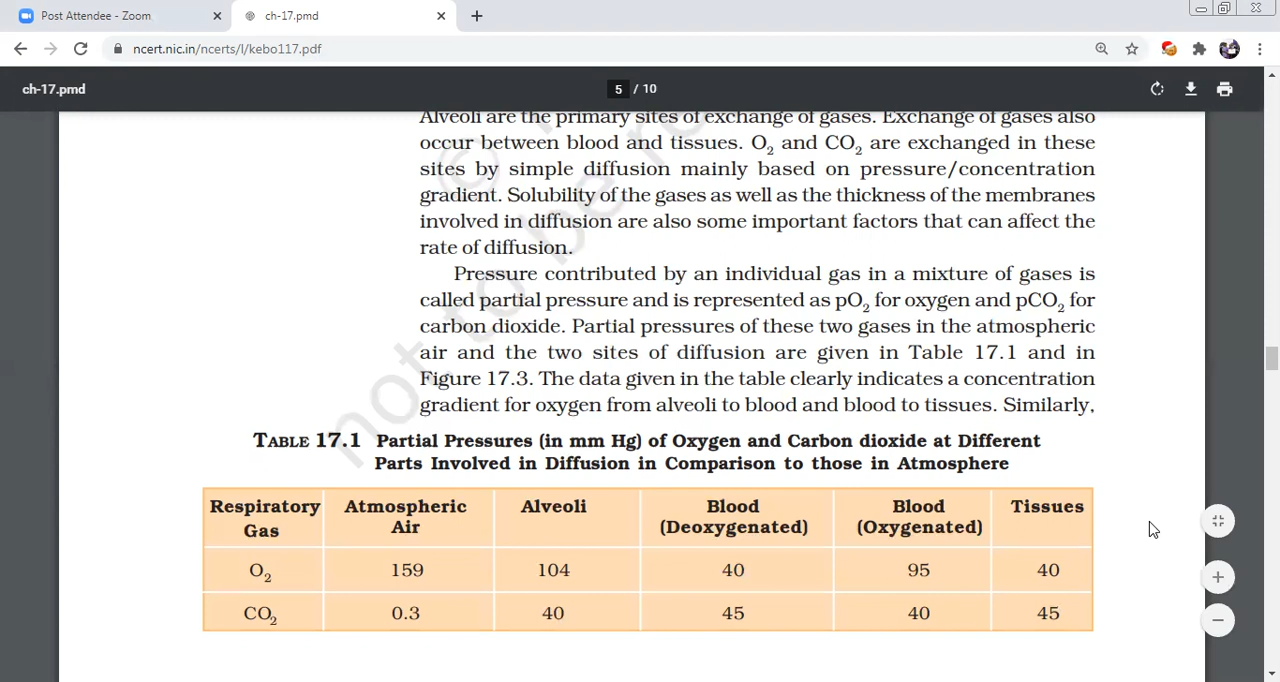 Post Attendee - Zoom
ch-17.pmd
ncert.nic.in/ncerts/l/kebo117.pdf
ch-17.pmd
5 / 10
Alveoli are the primary sites of exchange of gases. Exchange of gases also
occur between blood and tissues. O₂ and CO₂ are exchanged in these
sites by simple diffusion mainly based on pressure/concentration
gradient. Solubility of the gases as well as the thickness of the membranes
involved in diffusion are also some important factors that can affect the
rate of diffusion.
Pressure contributed by an individual gas in a mixture of gases is
called partial pressure and is represented as pO₂ for oxygen and pCO₂ for
carbon dioxide. Partial pressures of these two gases in the atmospheric
air and the two sites of diffusion are given in Table 17.1 and in
Figure 17.3. The data given in the table clearly indicates a concentration
gradient for oxygen from alveoli to blood and blood to tissues. Similarly,
© 
not to be re
TABLE 17.1 Partial Pressures (in mm Hg) of Oxygen and Carbon dioxide at Different
Parts Involved in Diffusion in Comparison to those in Atmosphere
Respiratory Atmospheric Alveoli Blood Blood Tissues
Gas Air (Deoxygenated) (Oxygenated)
O₂ 159 104 40 95 40
CO₂ 0.3 40 45 40 45